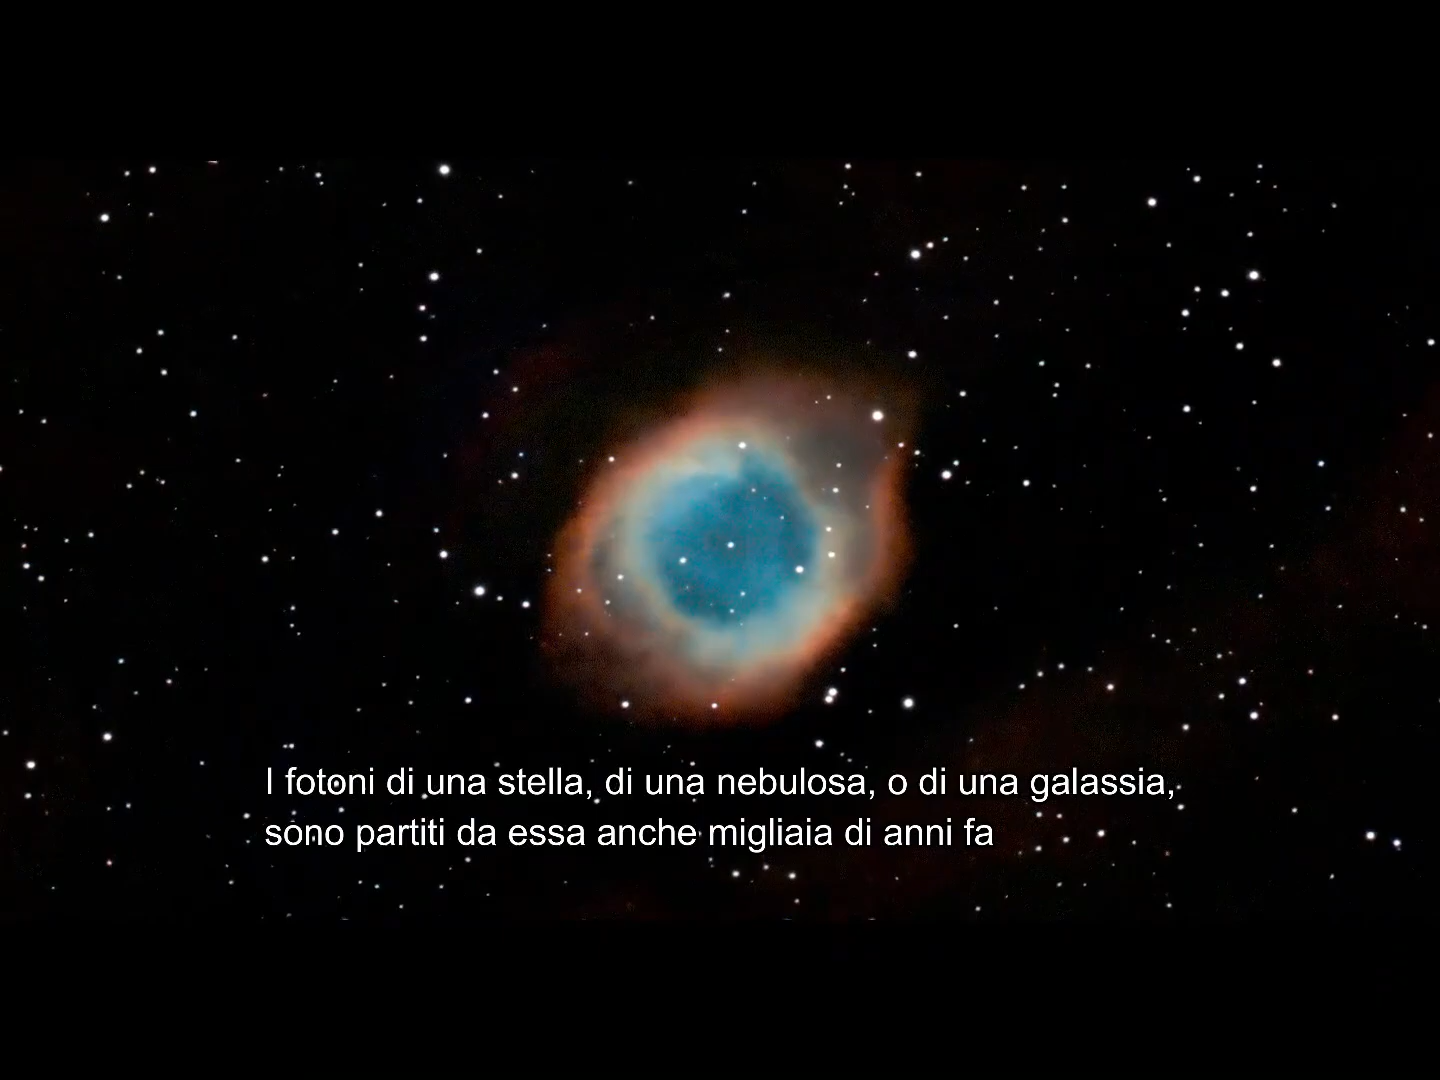 I fotoni di una stella, di una nebulosa, o di una galassia,
sono partiti da essa anche migliaia di anni fa